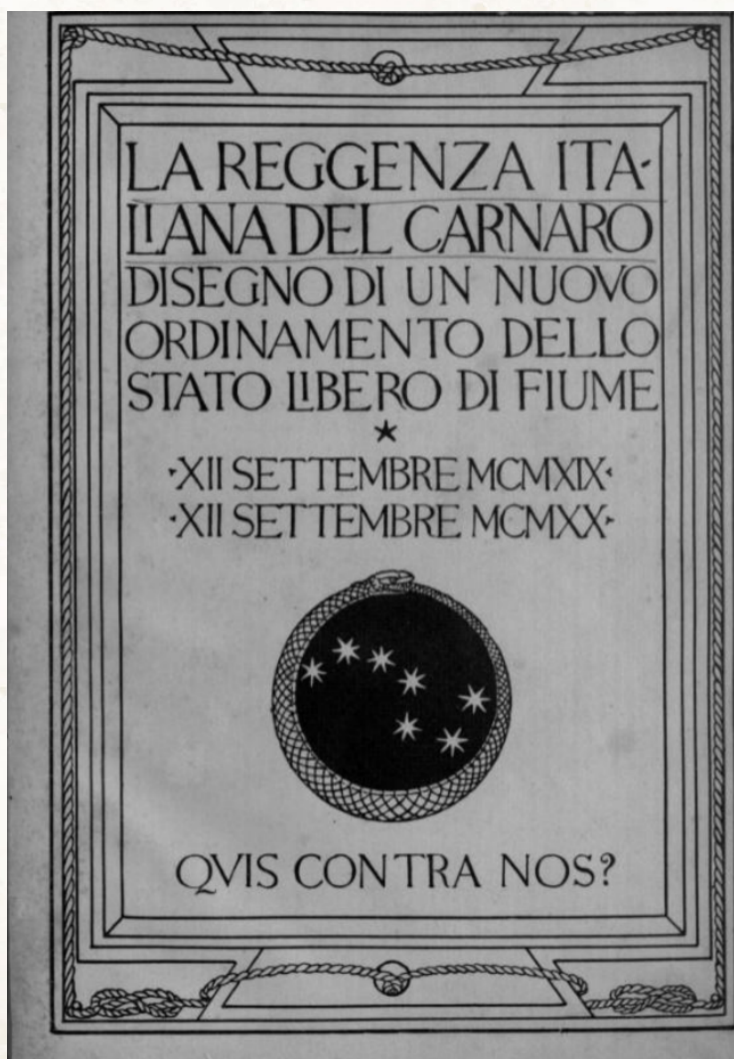 LA REGGENZA ITA-
LIANA DEL CARNARO
DISEGNO DI UN NUOVO
ORDINAMENTO DELLO
STATO LIBERO DI FIUME
★
·XII SETTEMBRE MCMXIX·
·XII SETTEMBRE MCMXX·
QVIS CONTRA NOS?